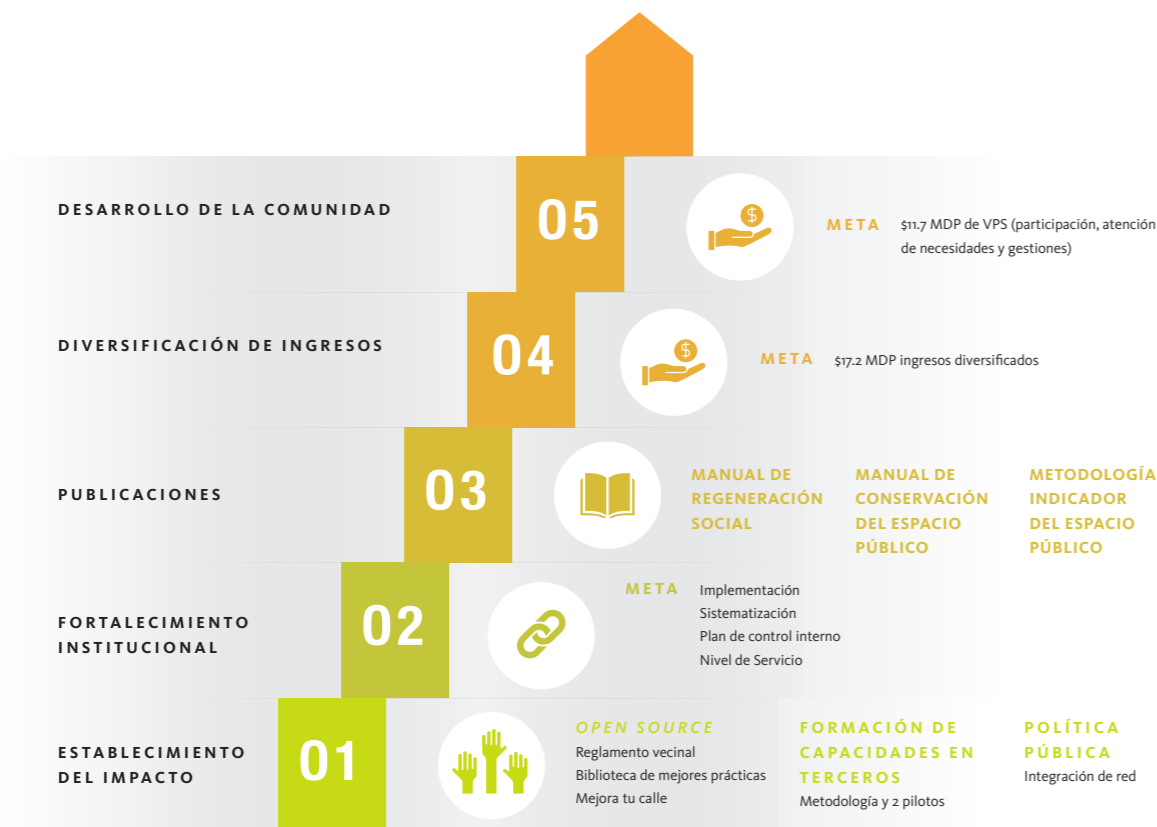 DESARROLLO DE LA COMUNIDAD
05
$
META
$11.7 MDP de VPS (participación, atención
de necesidades y gestiones)
DIVERSIFICACIÓN DE INGRESOS
04
$
META
$17.2 MDP ingresos diversificados
PUBLICACIONES
03
MANUAL DE
REGENERACIÓN
SOCIAL
MANUAL DE
CONSERVACIÓN
DEL ESPACIO
PÚBLICO
METODOLOGÍA
INDICADOR
DEL ESPACIO
PÚBLICO
FORTALECIMIENTO
INSTITUCIONAL
02
META
Implementación
Sistematización
Plan de control interno
Nivel de Servicio
ESTABLECIMIENTO
DEL IMPACTO
01
OPEN SOURCE
Reglamento vecinal
Biblioteca de mejores prácticas
Mejora tu calle
FORMACIÓN DE
CAPACIDADES EN
TERCEROS
Metodología y 2 pilotos
POLÍTICA
PÚBLICA
Integración de red